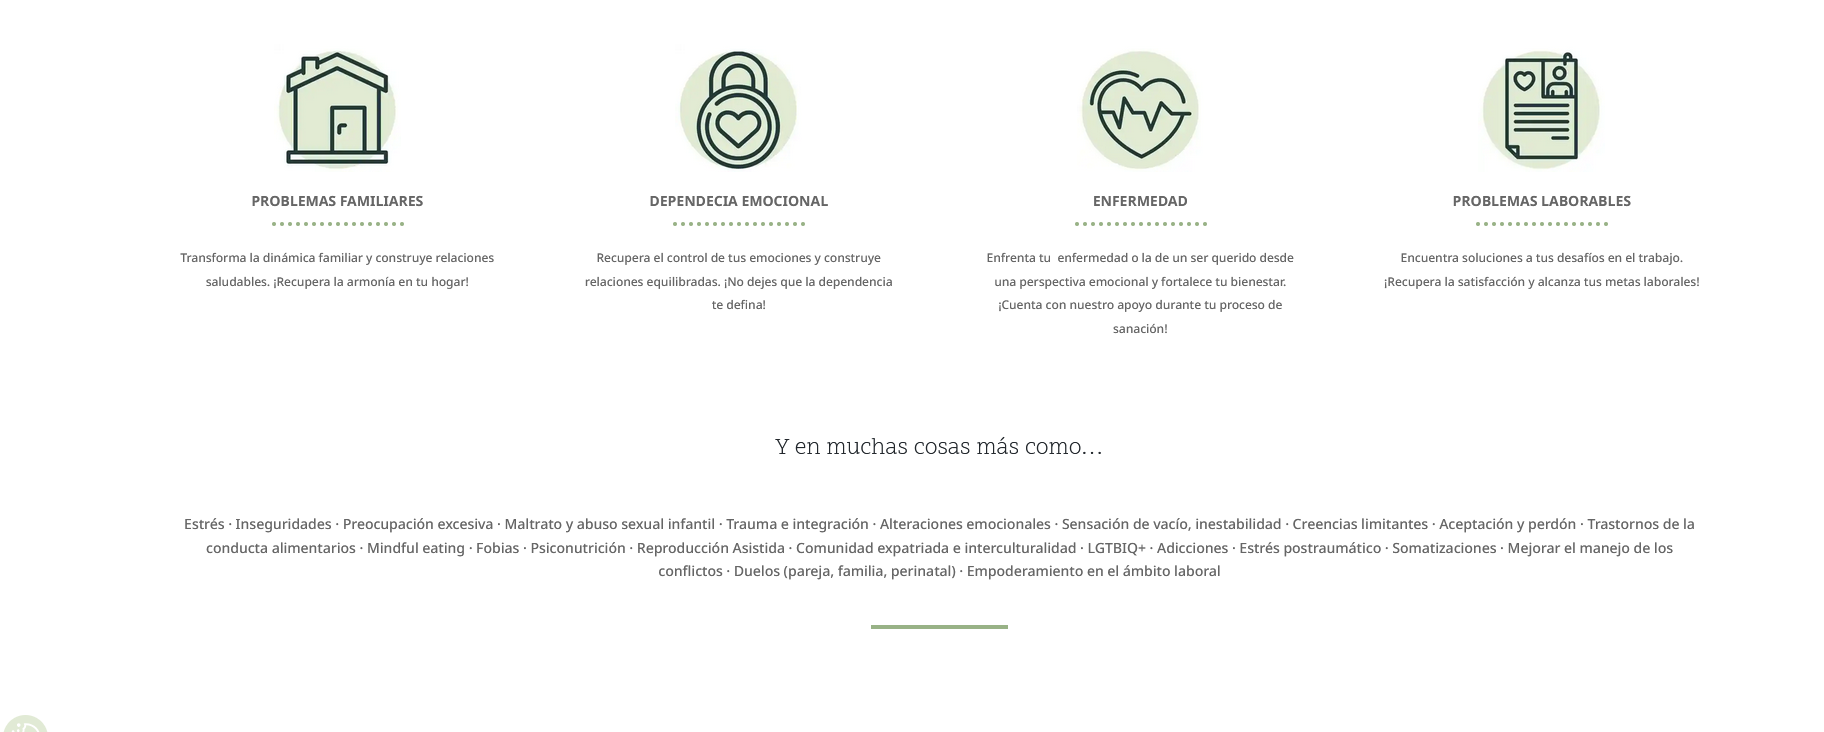 PROBLEMAS FAMILIARES
Transforma la dinámica familiar y construye relaciones
saludables. ¡Recupera la armonía en tu hogar!
DEPENDECIA EMOCIONAL
Recupera el control de tus emociones y construye
relaciones equilibradas. ¡No dejes que la dependencia
te defina!
ENFERMEDAD
Enfrenta tu  enfermedad o la de un ser querido desde
una perspectiva emocional y fortalece tu bienestar.
¡Cuenta con nuestro apoyo durante tu proceso de
sanación!
PROBLEMAS LABORABLES
Encuentra soluciones a tus desafíos en el trabajo.
¡Recupera la satisfacción y alcanza tus metas laborales!
Y en muchas cosas más como…
Estrés · Inseguridades · Preocupación excesiva · Maltrato y abuso sexual infantil · Trauma e integración · Alteraciones emocionales · Sensación de vacío, inestabilidad · Creencias limitantes · Aceptación y perdón · Trastornos de la
conducta alimentarios · Mindful eating · Fobias · Psiconutrición · Reproducción Asistida · Comunidad expatriada e interculturalidad · LGTBIQ+ · Adicciones · Estrés postraumático · Somatizaciones · Mejorar el manejo de los
conflictos · Duelos (pareja, familia, perinatal) · Empoderamiento en el ámbito laboral